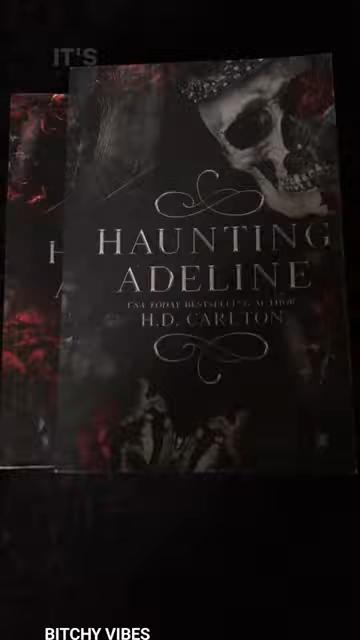 IT'S
H
HAUNTING
ADELINE
USA TODAY BESTSELLING AUTHOR
H.D. CARLTON
BITCHY VIBES